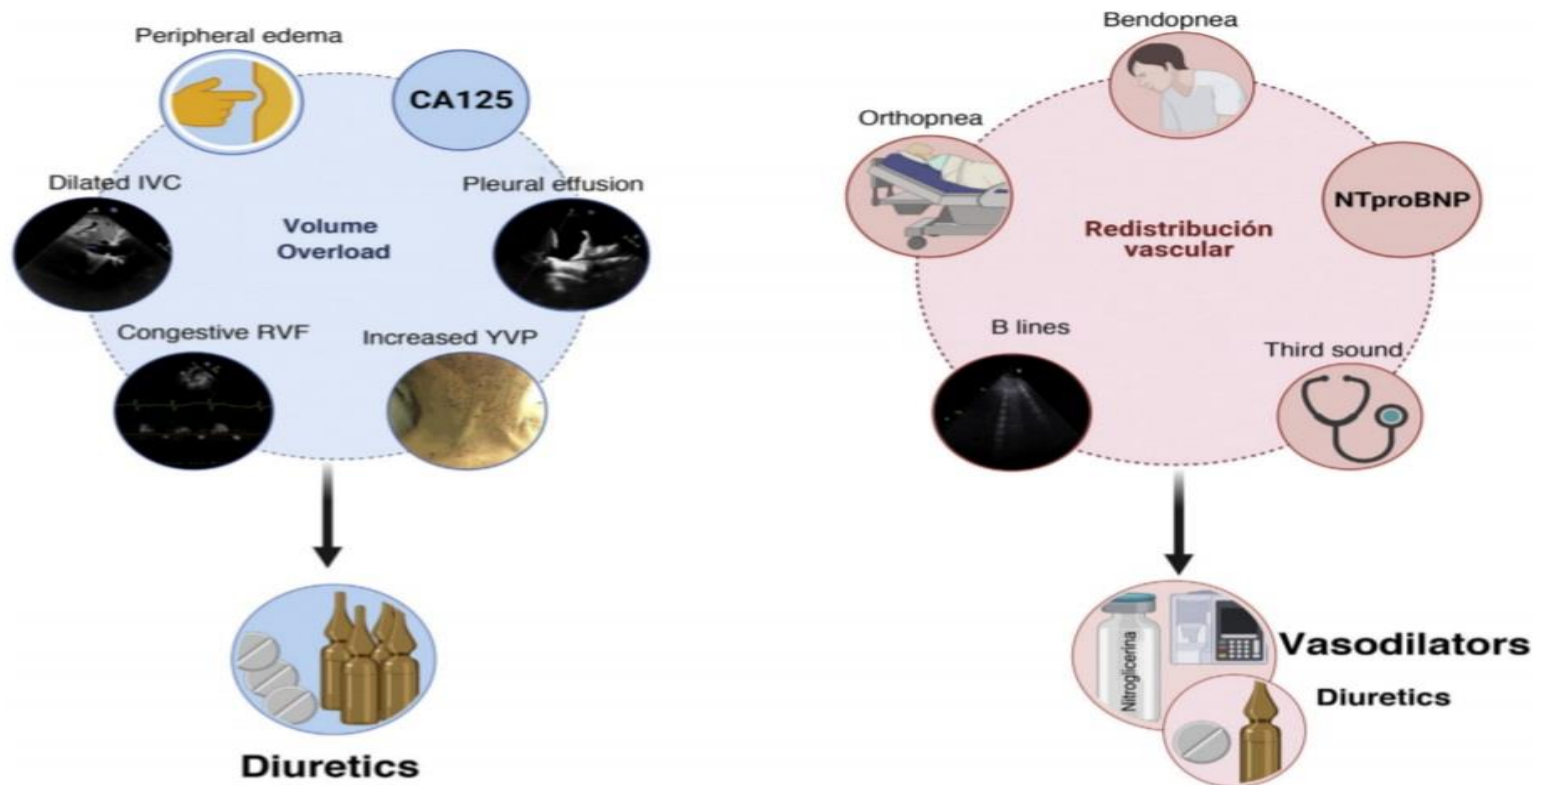 Peripheral edema
CA125
Dilated IVC
Pleural effusion
Volume
Overload
Congestive RVF
Increased YVP
Diuretics
Bendopnea
Orthopnea
NTproBNP
Redistribución
vascular
B lines
Third sound
Nitroglicerina
Vasodilators
Diuretics